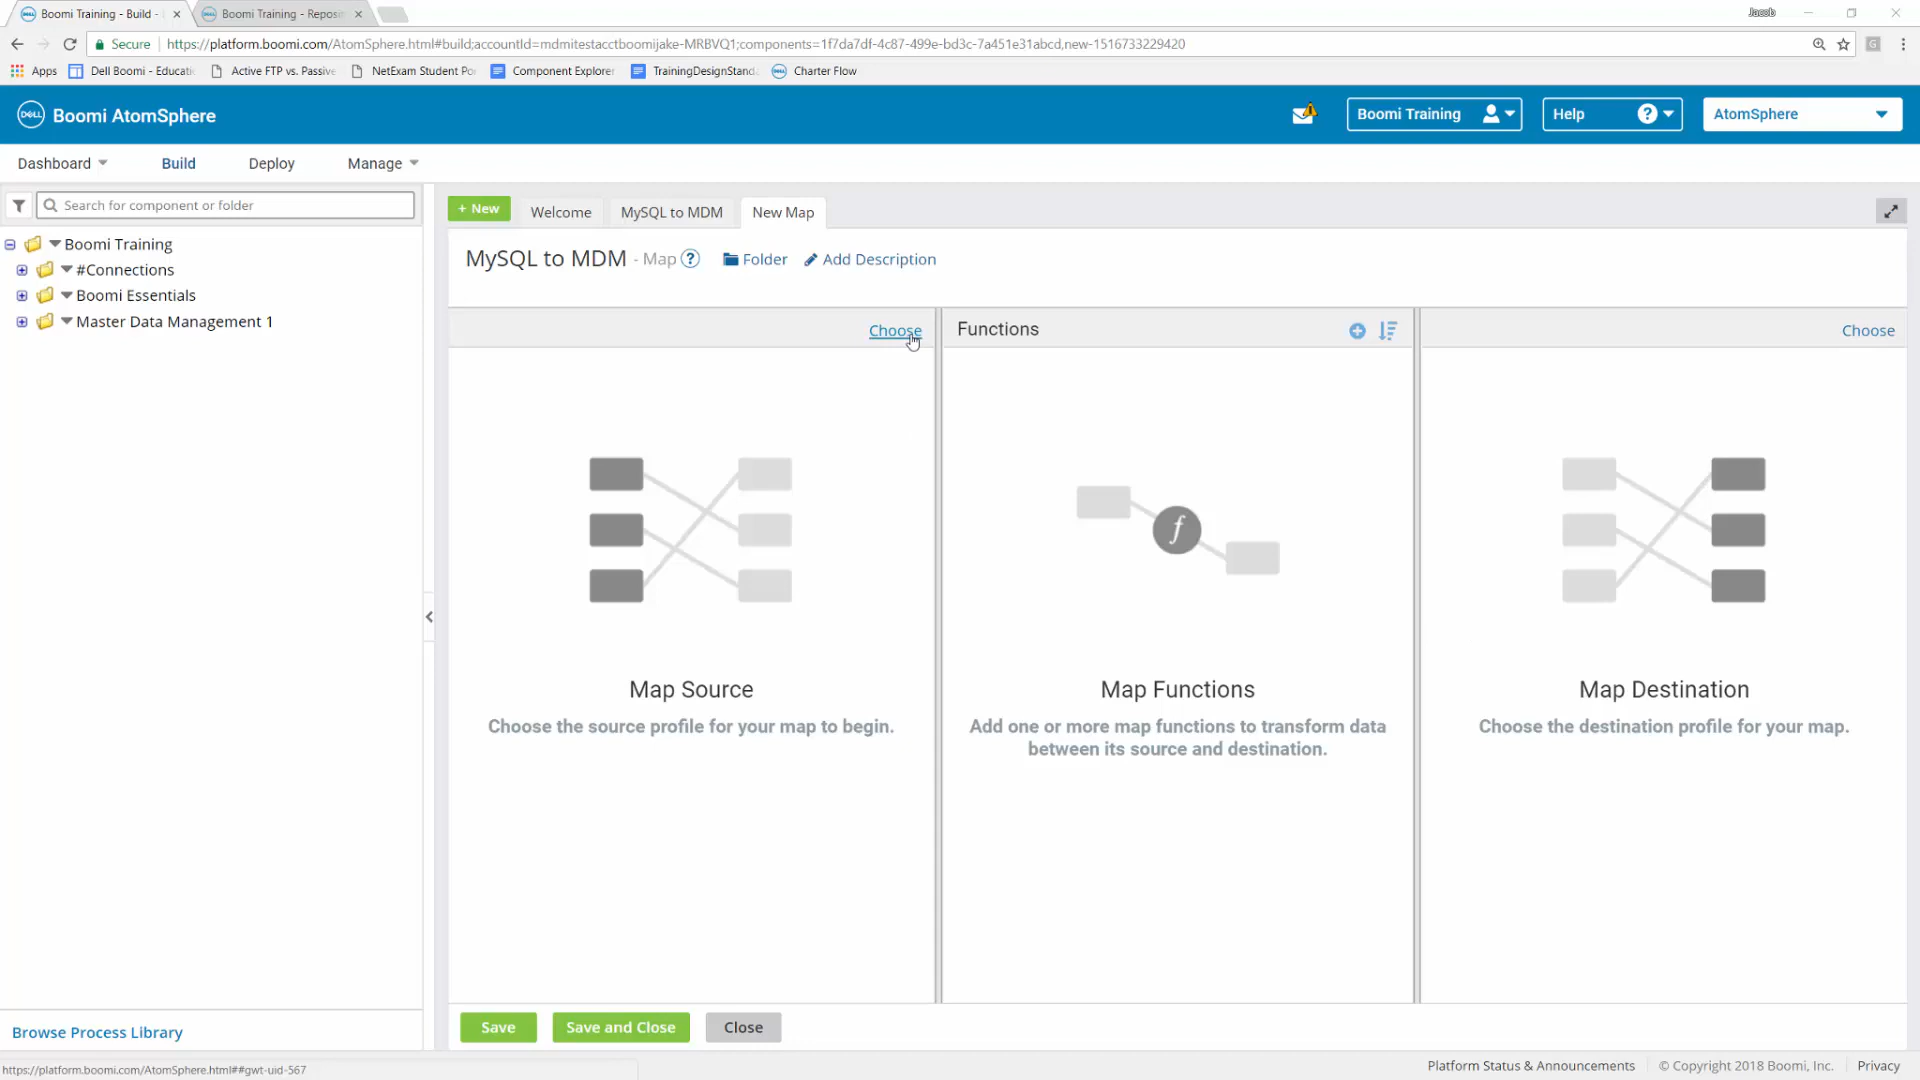 Boomi Training - Build -
Boomi Training - Reposi
Jacob
Secure
https://platform.boomi.com/AtomSphere.html#build;accountId=mdmitestacctboomijake-MRBVQ1;components=1f7da7df-4c87-499e-bd3c-7a451e31abcd,new-1516733229420
Apps
Dell Boomi - Educati
Active FTP vs. Passive
NetExam Student Po
Component Explorer
TrainingDesignStand
Charter Flow
DELL
Boomi AtomSphere
Boomi Training
Help
?
AtomSphere
Dashboard
Build
Deploy
Manage
Search for component or folder
Boomi Training
#Connections
Boomi Essentials
Master Data Management 1
+ New
Welcome
MySQL to MDM
New Map
MySQL to MDM - Map ?
Folder
Add Description
Choose
Functions
Choose
f
Map Source
Choose the source profile for your map to begin.
Map Functions
Add one or more map functions to transform data
between its source and destination.
Map Destination
Choose the destination profile for your map.
Save
Save and Close
Close
Browse Process Library
https://platform.boomi.com/AtomSphere.html##gwt-uid-567
Platform Status & Announcements
© Copyright 2018 Boomi, Inc.
Privacy